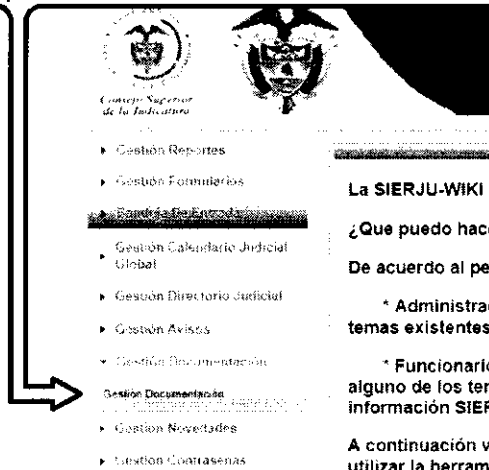 Consejo Superior
de la Judicatura
Gestión Reportes
Gestión Formularios
Bandeja De Entrada
Gestión Calendario Judicial
Global
Gestión Directorio Judicial
Gestión Avisos
Gestión Documentación
Gestión Documentación
Gestión Novedades
Gestión Contraseñas
La SIERJU-WIKI
¿Que puedo hace
De acuerdo al pe
* Administrad
temas existentes
* Funcionario
alguno de los ter
información SIER
A continuación v
utilizar la herram